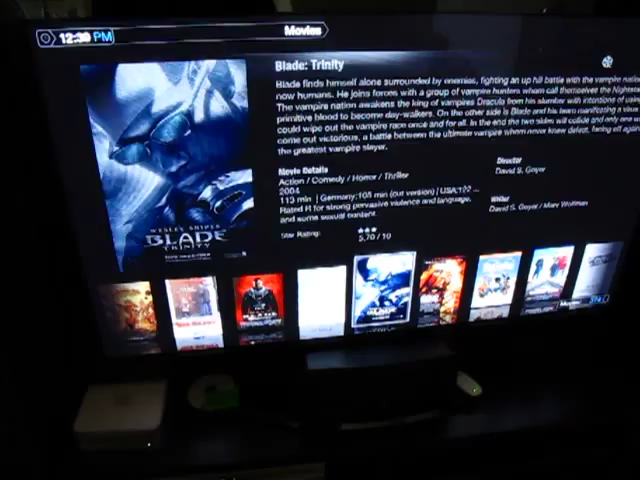 12:39 PM
Movies
Blade: Trinity
Blade finds himself alone surrounded by enemies, fighting an up hill battle with the vampire nation
now humans. He joins forces with a group of vampire hunters whom call themselves the
The vampire nation awakens the king of vampires Dracula from his slumber with intentions of using
primitive blood to become day-walkers. On the other side is Blade and his team manifesting a virus
could wipe out the vampire race once and for all. In the end the two sides will collide and only one
come out victorious, a battle between the ultimate vampire whom never knew defeat, facing off
the greatest vampire slayer.
Movie Details
Action / Comedy / Horror / Thriller
2004
113 min | Germany:105 min (cut version) | USA:122 ...
Rated R for strong pervasive violence and language,
and some sexual content.
Star Rating:
5.70 / 10
Director
David S. Goyer
Writer
David S. Goyer / Marv Wolfman
WESLEY SNIPES
BLADE
TRINITY